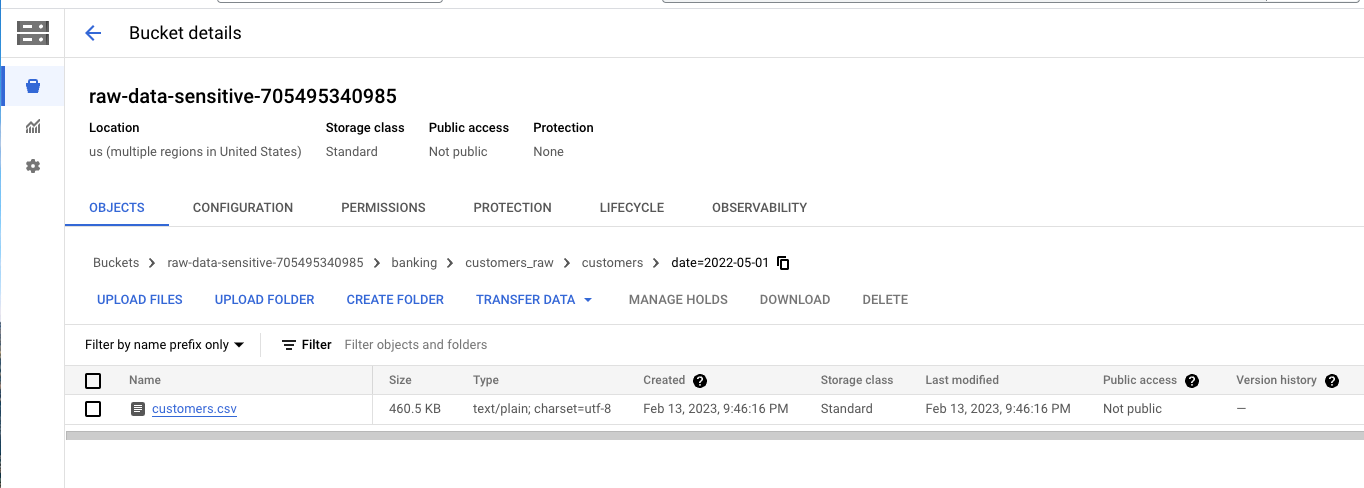 Bucket details
raw-data-sensitive-705495340985
Location Storage class Public access Protection
us (multiple regions in United States) Standard Not public None
OBJECTS CONFIGURATION PERMISSIONS PROTECTION LIFECYCLE OBSERVABILITY
Buckets > raw-data-sensitive-705495340985 > banking > customers_raw > customers > date=2022-05-01
UPLOAD FILES UPLOAD FOLDER CREATE FOLDER TRANSFER DATA MANAGE HOLDS DOWNLOAD DELETE
Filter by name prefix only Filter Filter objects and folders
Name Size Type Created ? Storage class Last modified Public access ? Version history ?
customers.csv 460.5 KB text/plain; charset=utf-8 Feb 13, 2023, 9:46:16 PM Standard Feb 13, 2023, 9:46:16 PM Not public —